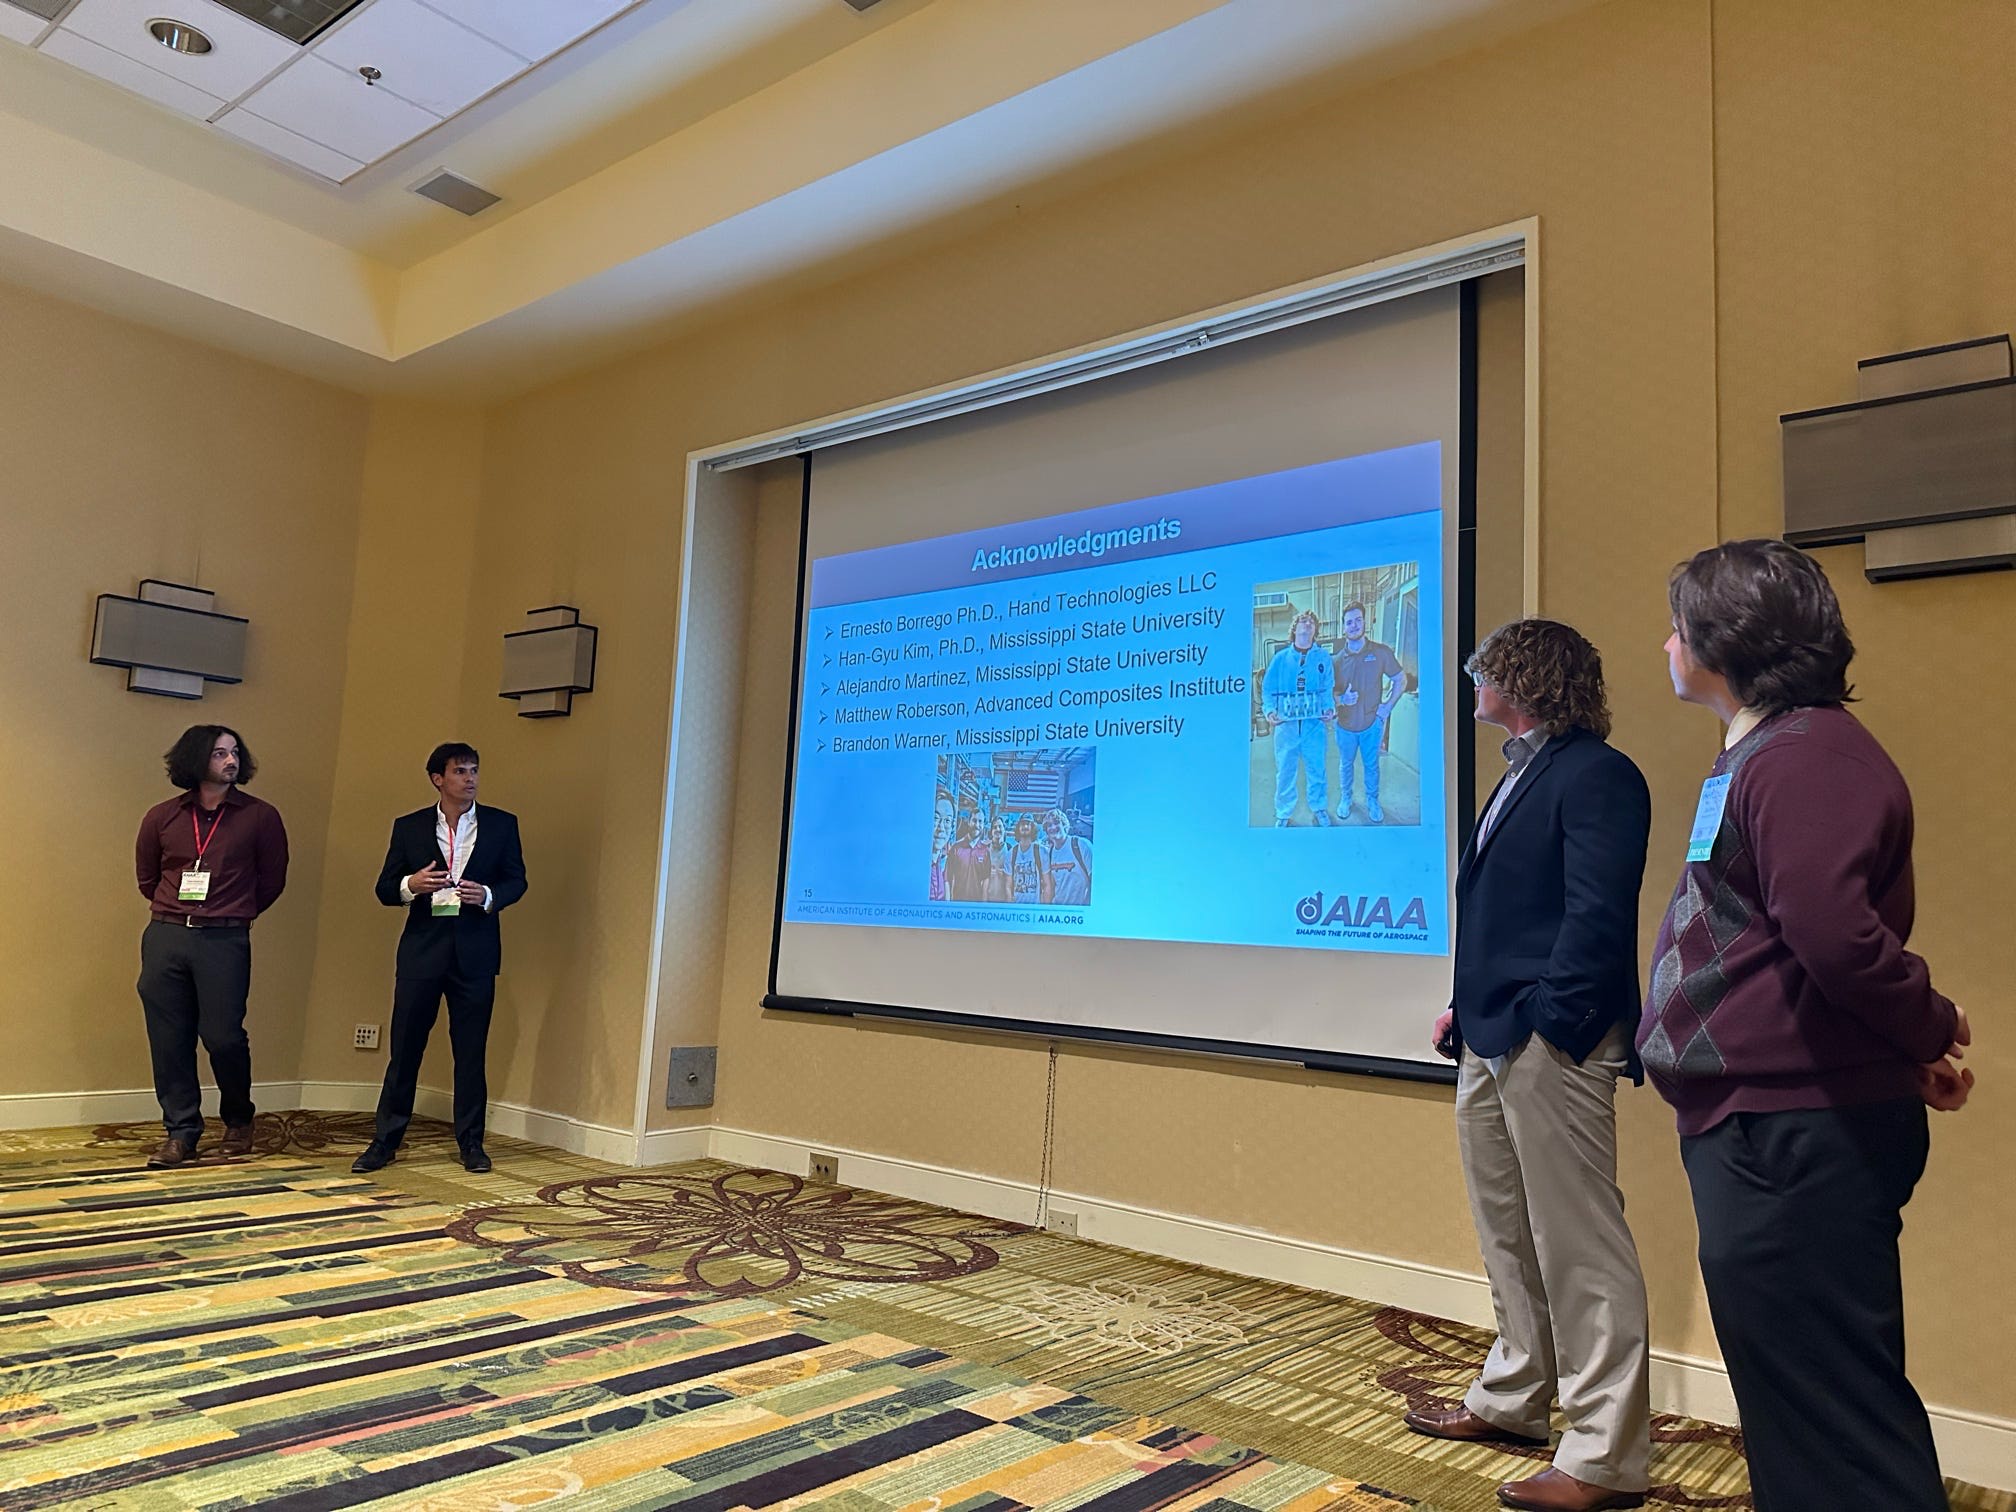 Acknowledgments
➢ Ernesto Borrego Ph.D., Hand Technologies LLC
➢ Han-Gyu Kim, Ph.D., Mississippi State University
➢ Alejandro Martinez, Mississippi State University
➢ Matthew Roberson, Advanced Composites Institute
➢ Brandon Warner, Mississippi State University
15
AMERICAN INSTITUTE OF AERONAUTICS AND ASTRONAUTICS | AIAA.ORG
AIAA
SHAPING THE FUTURE OF AEROSPACE